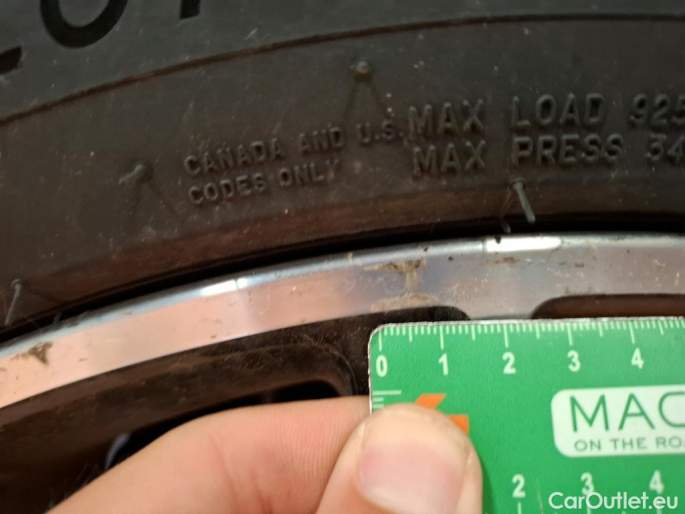 CANADA AND U.S.
CODES ONLY
MAX LOAD 925
MAX PRESS 34
0 1 2 3 4
MAC
ON THE RO
2 3 4
CarOutlet.eu